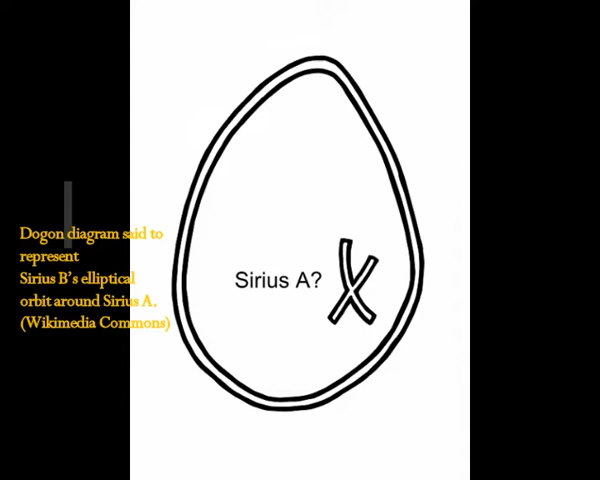 Dogon diagram said to
represent
Sirius B's elliptical
orbit around Sirius A.
(Wikimedia Commons)
Sirius A?